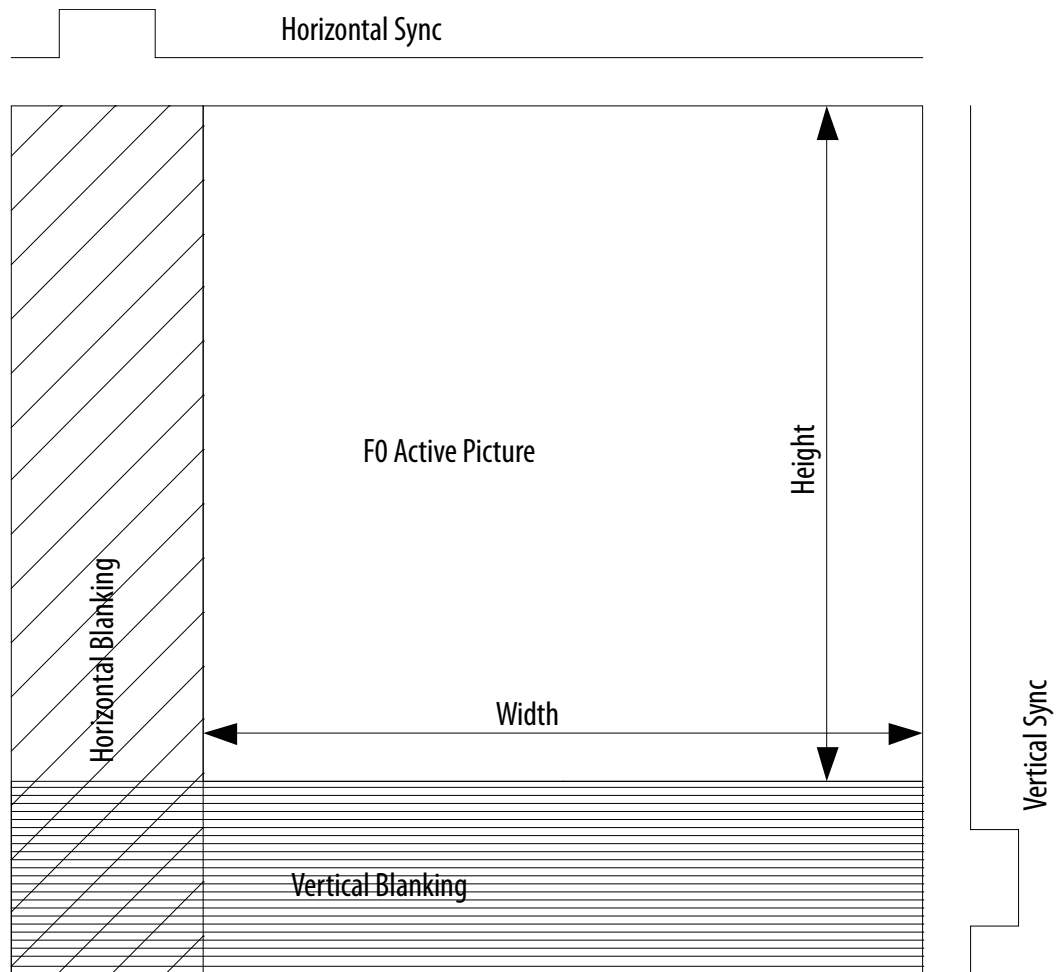 Horizontal Sync
F0 Active Picture
Height
Horizontal Blanking
Width
Vertical Sync
Vertical Blanking